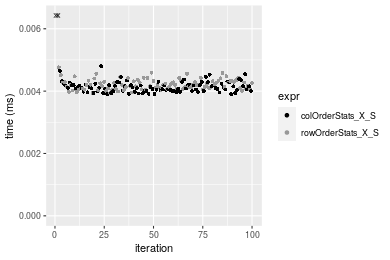 0.006
0.004
0.002
0.000
time (ms)
0
25
50
75
100
iteration
expr
colOrderStats_X_S
rowOrderStats_X_S